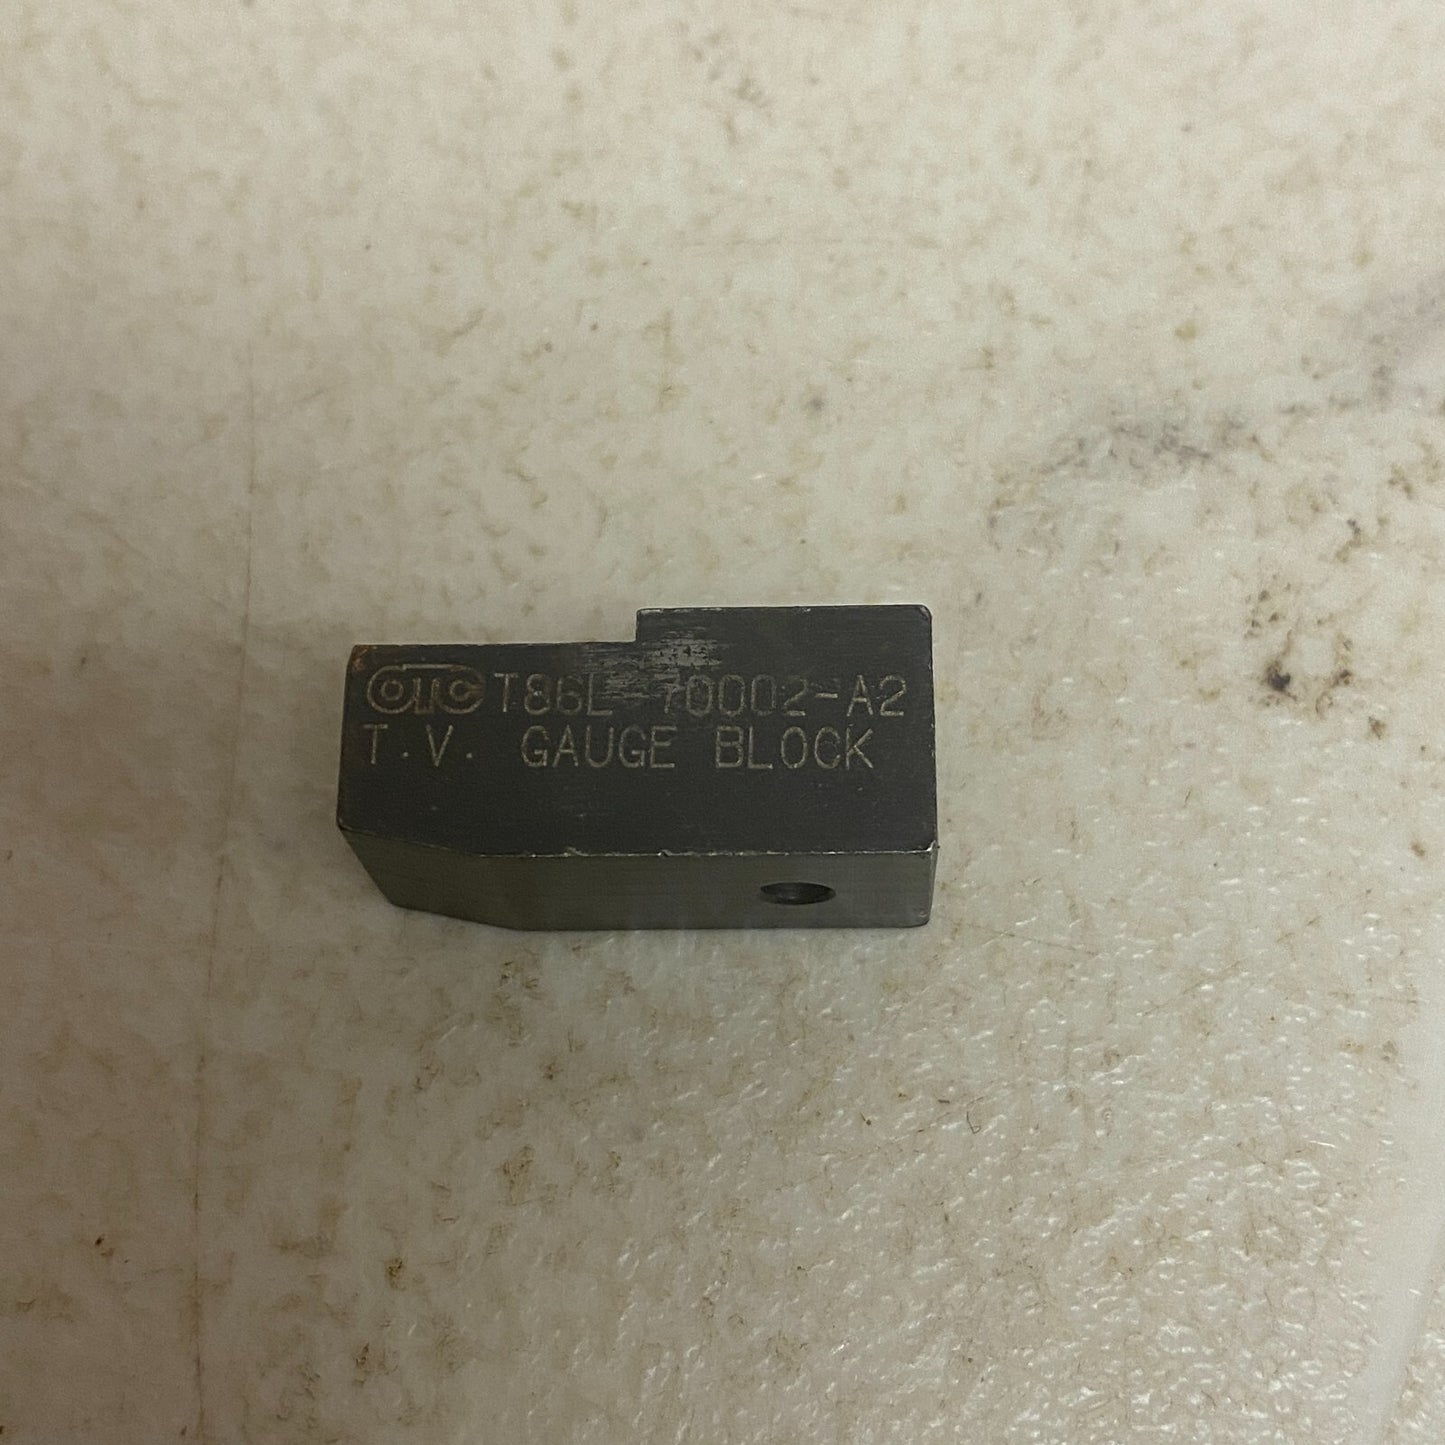 OTC T86L-70002-A2
T.V. GAUGE BLOCK